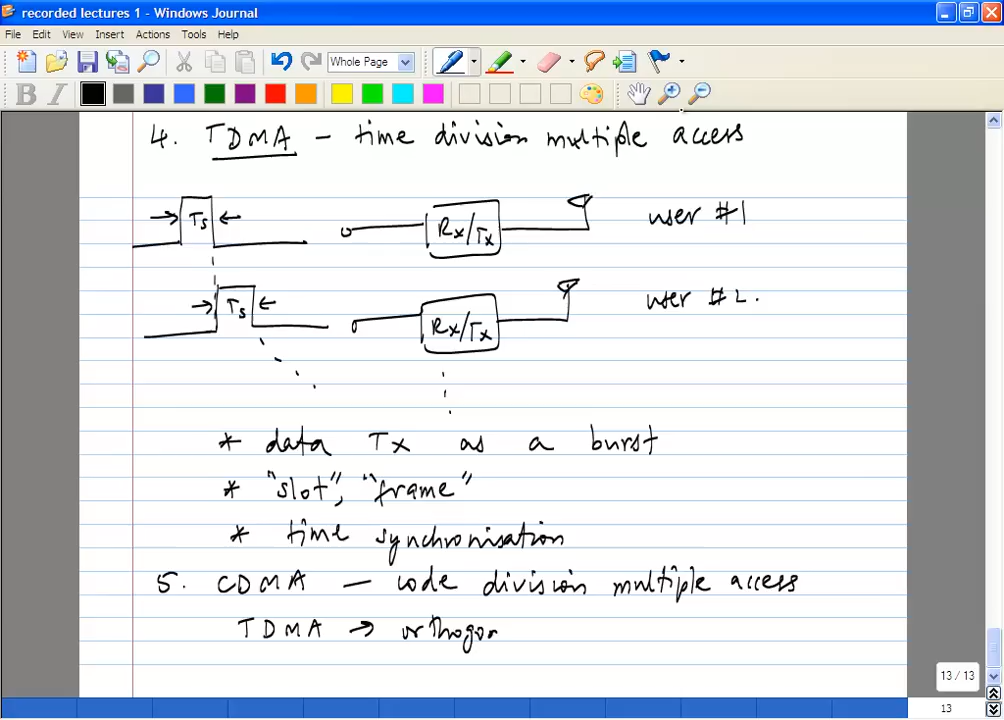 recorded lectures 1 - Windows Journal
File Edit View Insert Actions Tools Help
Whole Page
B I
4. TDMA – time division multiple access
Ts Rx/Tx user #1
Ts Rx/Tx user #2.
* data Tx as a burst
* "slot", "frame"
* time synchronisation
5. CDMA – code division multiple access
TDMA → orthogon
13 / 13
13